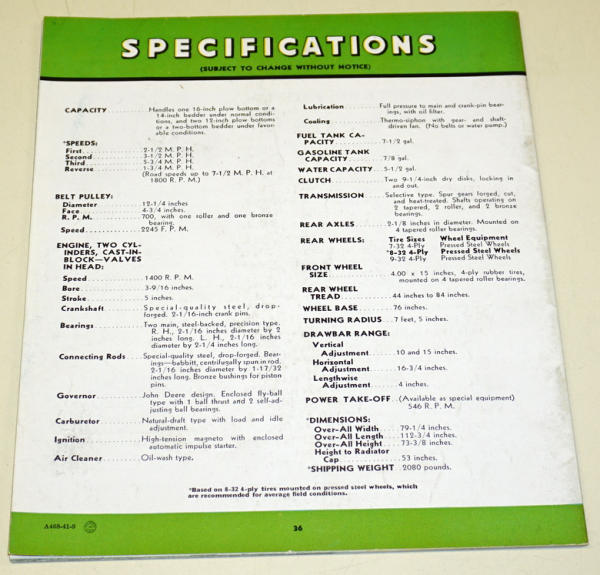 SPECIFICATIONS
(SUBJECT TO CHANGE WITHOUT NOTICE)
CAPACITY..........Handles one 16-inch plow bottom or a
14-inch bedder under normal condi-
tions, and two 12-inch plow bottoms
or a two-bottom bedder under favor-
able conditions.
*SPEEDS:
First..........2-1/2 M. P. H.
Second..........3-1/2 M. P. H.
Third..........5-3/4 M. P. H.
Reverse..........1-3/4 M. P. H.
(Road speeds up to 7-1/2 M. P. H. at
1800 R. P. M.)
BELT PULLEY:
Diameter..........12-1/4 inches
Face..........4-3/4 inches.
R. P. M..........700, with one roller and one bronze
bearing.
Speed..........2245 F. P. M.
ENGINE, TWO CYL-
INDERS, CAST-IN-
BLOCK—VALVES
IN HEAD:
Speed..........1400 R. P. M.
Bore..........3-9/16 inches.
Stroke..........5 inches.
Crankshaft..........Special-quality steel, drop-
forged. 2-1/16-inch crank pins.
Bearings..........Two main, steel-backed, precision type.
R. H., 2-1/16 inches diameter by 2
inches long. L. H., 2-1/16 inches
diameter by 2-1/4 inches long.
Connecting Rods....Special-quality steel, drop-forged. Bear-
ings—babbitt, centrifugally spun in rod,
2-1/16 inches diameter by 1-17/32
inches long. Bronze bushings for piston
pins.
Governor..........John Deere design. Enclosed fly-ball
type with 1 ball thrust and 2 self-ad-
justing ball bearings.
Carburetor..........Natural-draft type with load and idle
adjustment.
Ignition..........High-tension magneto with enclosed
automatic impulse starter.
Air Cleaner..........Oil-wash type.
Lubrication..........Full pressure to main and crank-pin bear-
ings, with oil filter.
Cooling..........Thermo-siphon with gear- and shaft-
driven fan. (No belts or water pump.)
FUEL TANK CA-
PACITY..........7-1/2 gal.
GASOLINE TANK
CAPACITY..........7/8 gal.
WATER CAPACITY..5-1/2 gal.
CLUTCH..........Two 9-1/4-inch dry disks, locking in
and out.
TRANSMISSION......Selective type. Spur gears forged, cut,
and heat-treated. Shafts operating on
2 tapered, 2 roller, and 2 bronze
bearings.
REAR AXLES........2-1/8 inches in diameter. Mounted on
4 tapered roller bearings.
REAR WHEELS: Tire Sizes Wheel Equipment
7-32 4-Ply Pressed Steel Wheels
*8-32 4-Ply Pressed Steel Wheels
9-32 4-Ply Pressed Steel Wheels
FRONT WHEEL
SIZE..........4.00 x 15 inches, 4-ply rubber tires,
mounted on 4 tapered roller bearings.
REAR WHEEL
TREAD..........44 inches to 84 inches.
WHEEL BASE........76 inches.
TURNING RADIUS...7 feet, 5 inches.
DRAWBAR RANGE:
Vertical
Adjustment.......10 and 15 inches.
Horizontal
Adjustment.......16-3/4 inches.
Lengthwise
Adjustment.......4 inches.
POWER TAKE-OFF..(Available as special equipment)
546 R. P. M.
*DIMENSIONS:
Over-All Width.....79-1/4 inches.
Over-All Length....112-3/4 inches.
Over-All Height....73-3/8 inches.
Height to Radiator
Cap..........53 inches.
*SHIPPING WEIGHT.2080 pounds.
*Based on 8-32 4-ply tires mounted on pressed steel wheels, which
are recommended for average field conditions.
A468-41-9
36